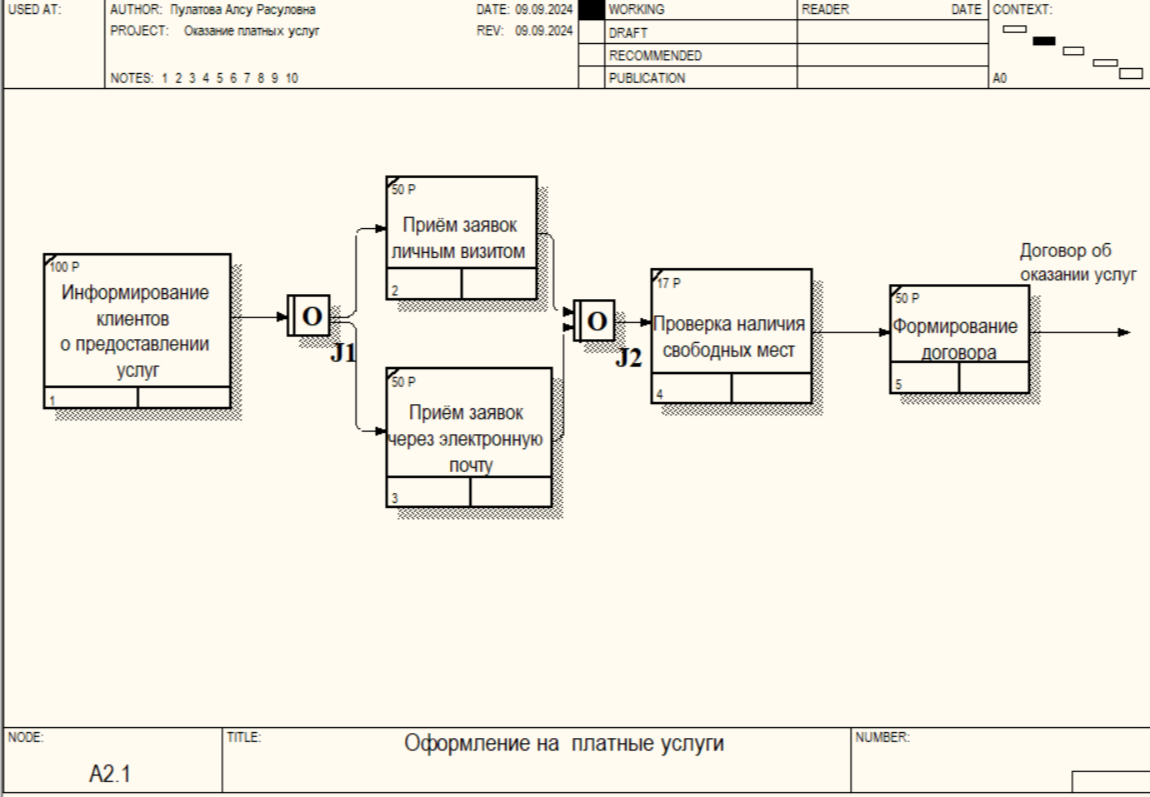 USED AT:
AUTHOR: Пулатова Алсу Расуловна
DATE: 09.09.2024
PROJECT: Оказание платных услуг
REV: 09.09.2024
NOTES: 1 2 3 4 5 6 7 8 9 10
WORKING
DRAFT
RECOMMENDED
PUBLICATION
READER
DATE
CONTEXT:
A0
100 Р
Информирование
клиентов
о предоставлении
услуг
1
O
J1
50 Р
Приём заявок
личным визитом
2
50 Р
Приём заявок
через электронную
почту
3
O
J2
17 Р
Проверка наличия
свободных мест
4
50 Р
Формирование
договора
5
Договор об
оказании услуг
NODE:
A2.1
TITLE:
Оформление на платные услуги
NUMBER: